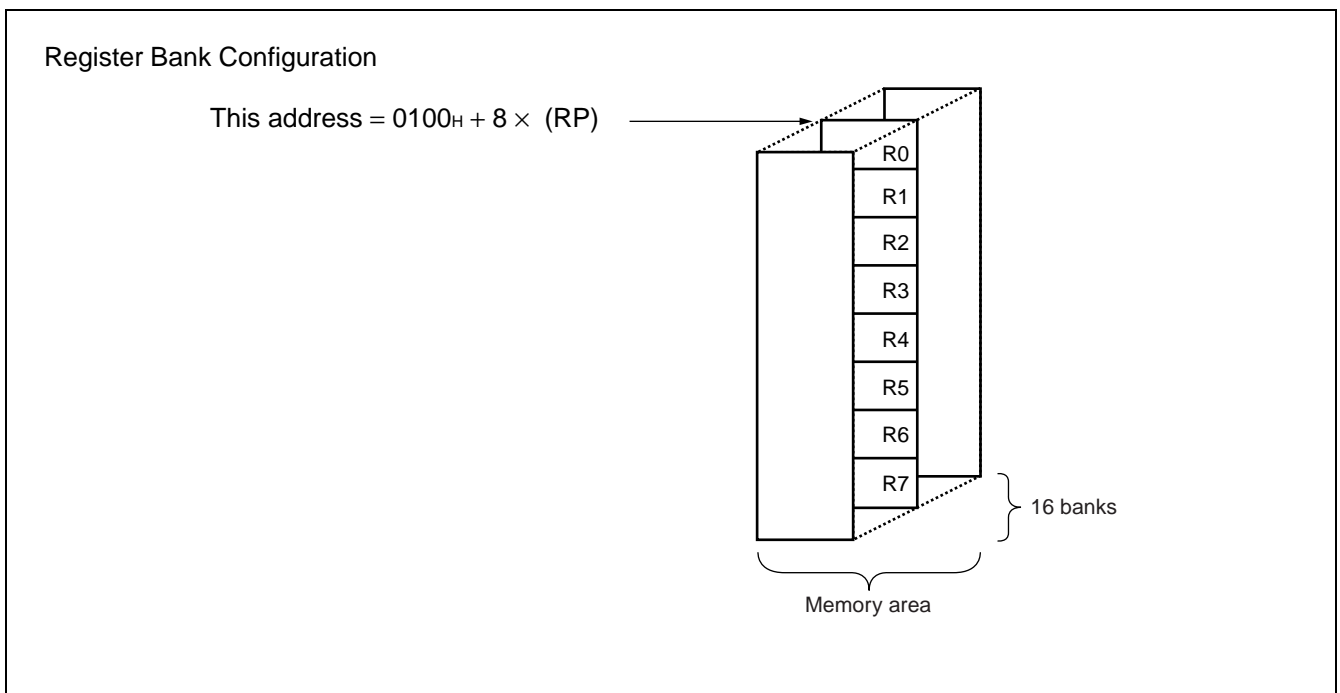 Register Bank Configuration
This address = 0100H + 8 × (RP)
R0
R1
R2
R3
R4
R5
R6
R7
16 banks
Memory area